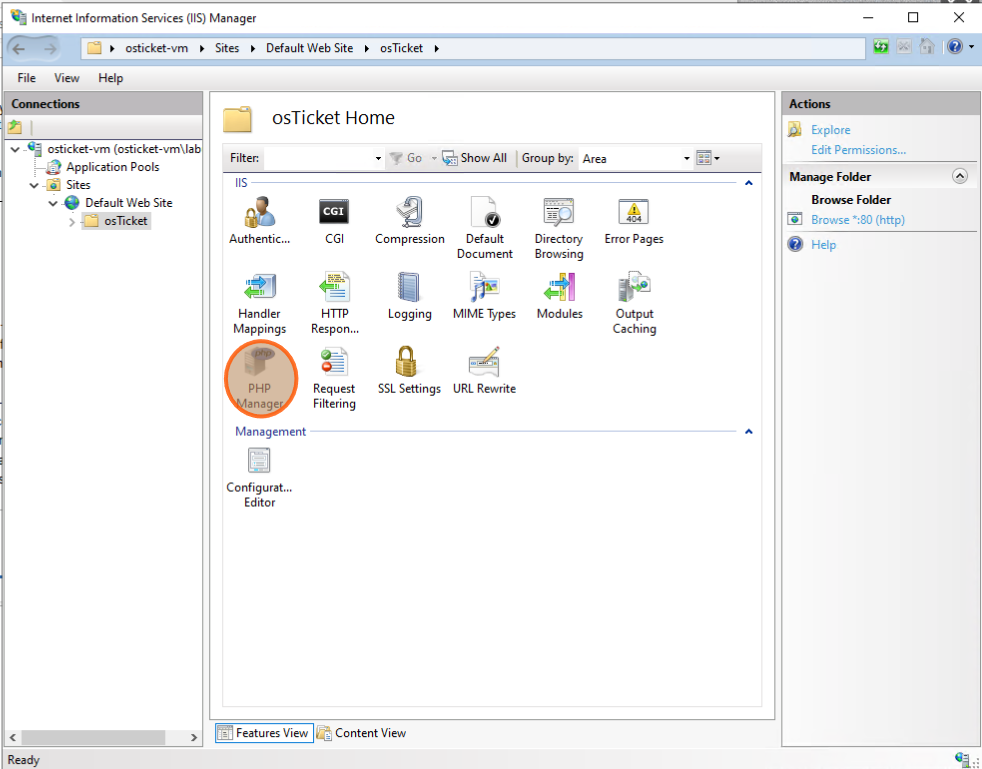 Internet Information Services (IIS) Manager
osticket-vm Sites Default Web Site osTicket
File View Help
Connections
osticket-vm (osticket-vm\lab
Application Pools
Sites
Default Web Site
osTicket
osTicket Home
Filter: Go Show All Group by: Area
IIS
Authentic... CGI Compression Default Document Directory Browsing Error Pages
CGI
404
Handler Mappings HTTP Respon... Logging MIME Types Modules Output Caching
php
PHP Manager Request Filtering SSL Settings URL Rewrite
Management
Configurat... Editor
Features View Content View
Actions
Explore
Edit Permissions...
Manage Folder
Browse Folder
Browse *:80 (http)
Help
Ready